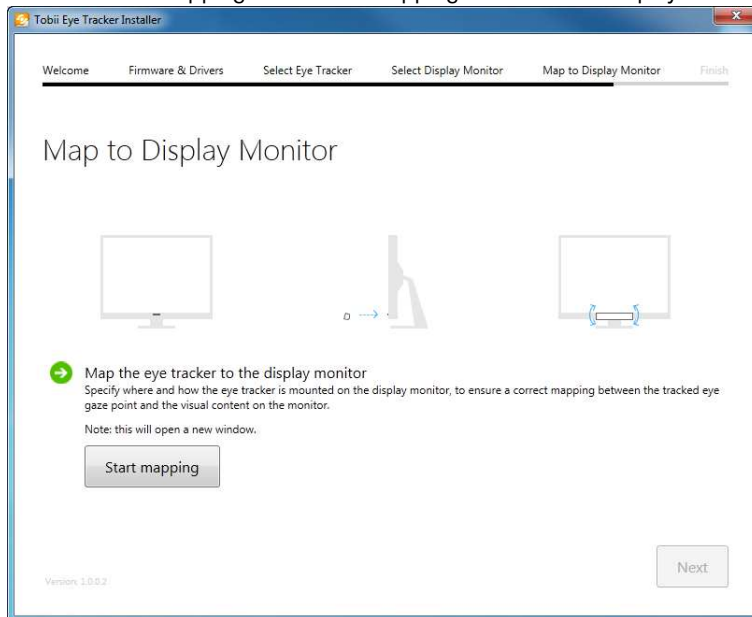 Tobii Eye Tracker Installer
x
Welcome Firmware & Drivers Select Eye Tracker Select Display Monitor Map to Display Monitor Finish
Map to Display Monitor
Map the eye tracker to the display monitor
Specify where and how the eye tracker is mounted on the display monitor, to ensure a correct mapping between the tracked eye
gaze point and the visual content on the monitor.
Note: this will open a new window.
Start mapping
Next
Version: 1.0.0.2